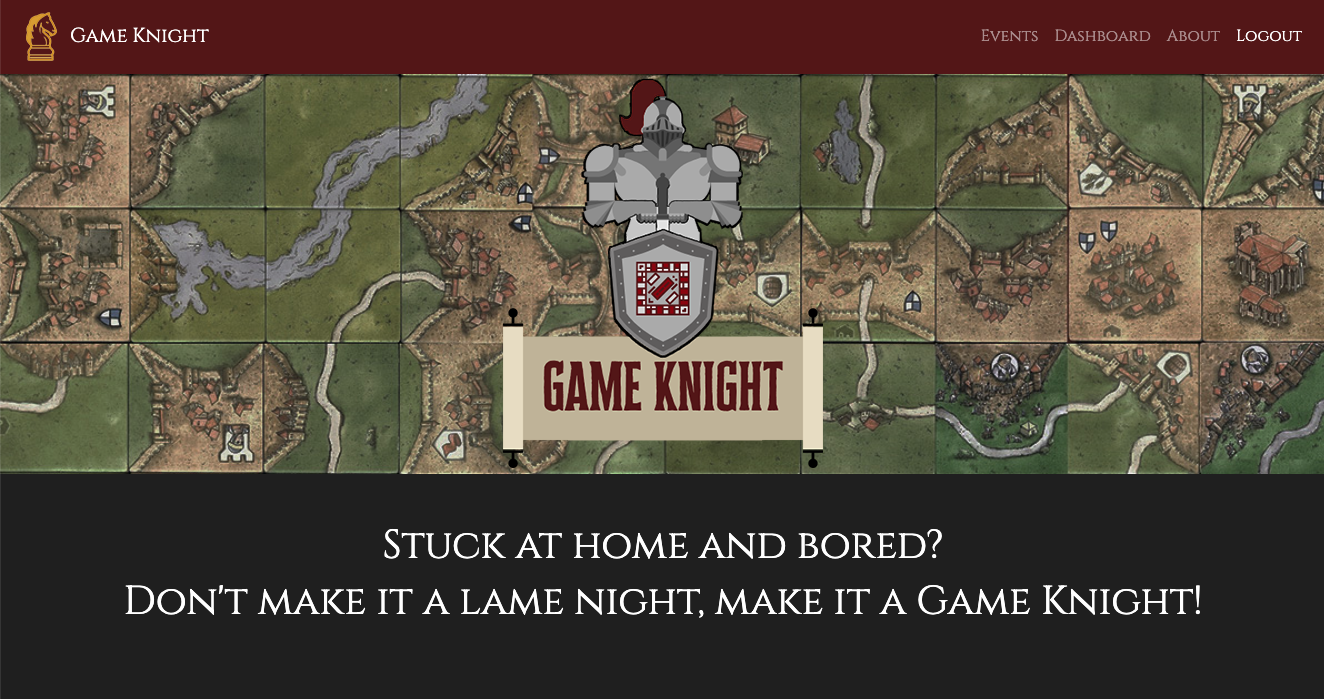 Game Knight
Events Dashboard About Logout
GAME KNIGHT
Stuck at home and bored?
Don't make it a lame night, make it a Game Knight!